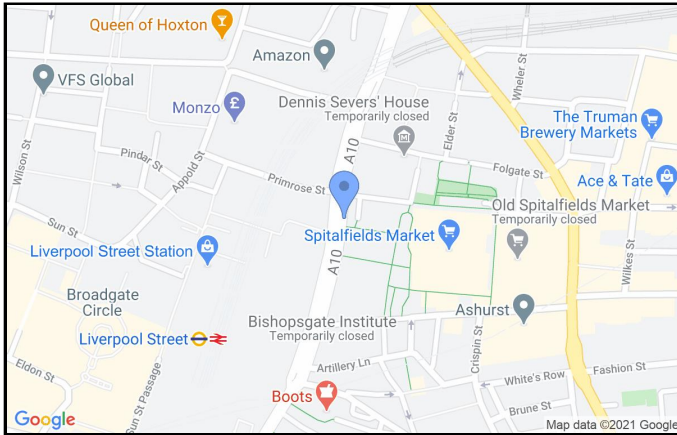 Queen of Hoxton
Amazon
VFS Global
Monzo
Dennis Severs' House
Temporarily closed
A10
Elder St
Wheler St
The Truman
Brewery Markets
Wilson St
Pindar St
Appold St
Primrose St
Folgate St
Ace & Tate
Sun St
Old Spitalfields Market
Temporarily closed
Spitalfields Market
Liverpool Street Station
A10
Wilkes St
Broadgate
Circle
Ashurst
Bishopsgate Institute
Temporarily closed
Liverpool Street
Eldon St
Sun St Passage
Artillery Ln
Crispin St
Fashion St
White's Row
Boots
Brune St
Google
Map data ©2021 Google